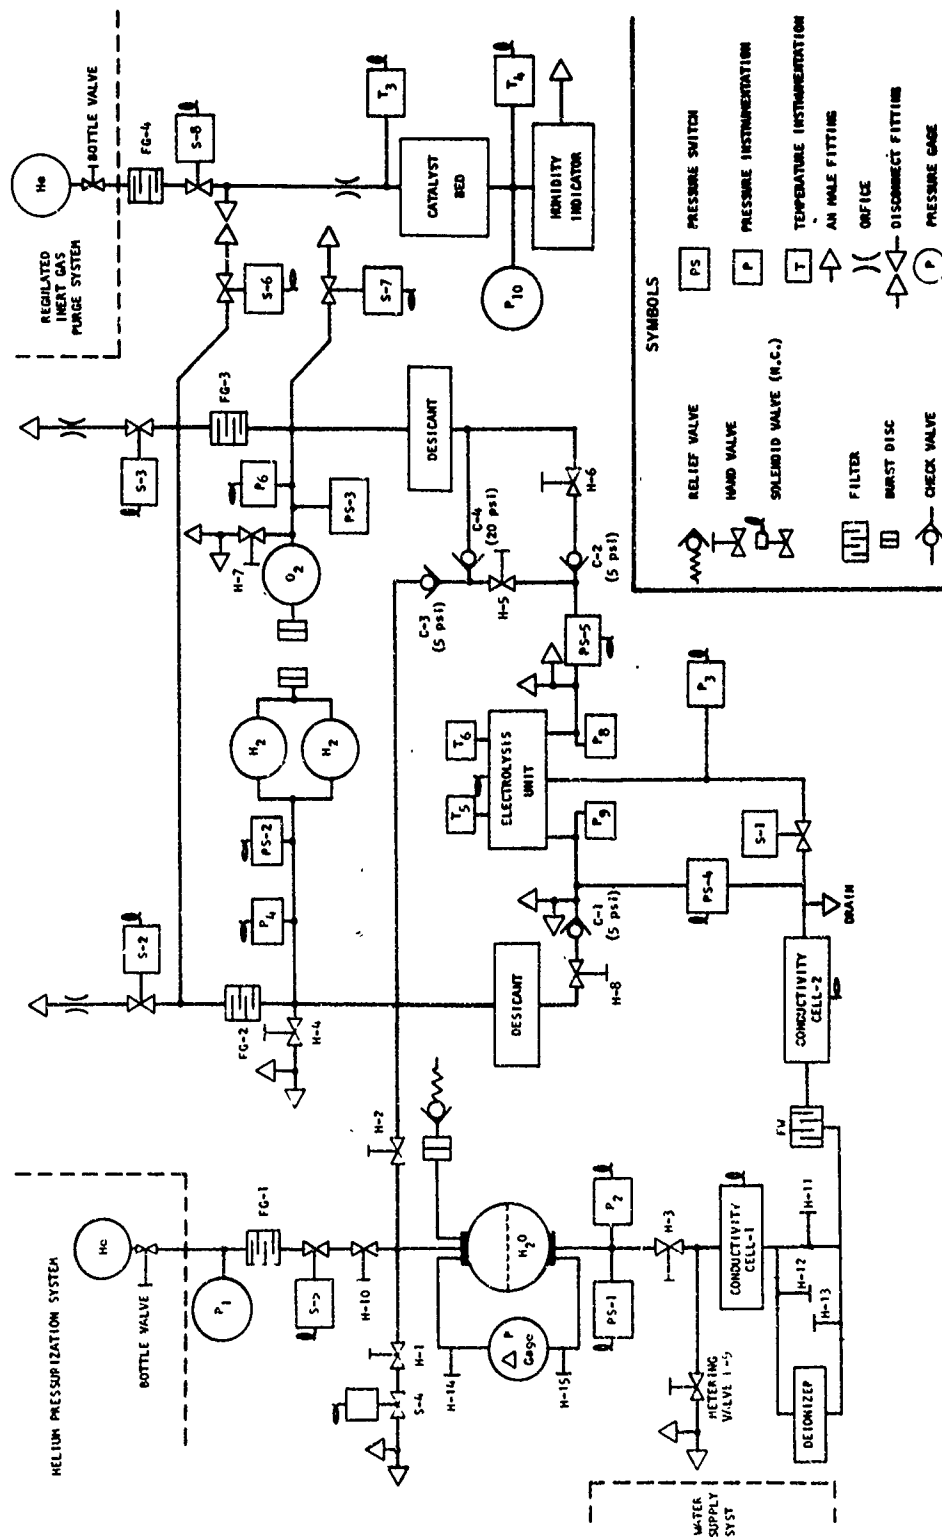 HELIUM PRESSURIZATION SYSTEM
He
BOTTLE VALVE
P1
FG-1
H-10
S-4
H-1
H-2
H-14
Δ P
Gage
H-15
H2O
PS-1
P2
H-3
METERING
VALVE
CONDUCTIVITY
CELL-1
H-11
H-12
H-13
DEIONIZER
WATER
SUPPLY
SYST
FW
CONDUCTIVITY
CELL-2
DRAIN
S-2
FG-2
H-4
P4
PS-2
H2
H2
O2
H-7
P6
PS-3
S-3
FG-3
DESICANT
H-8
C-1
(5 psi)
PS-4
S-1
P3
P9
T5
T6
ELECTROLYSIS
UNIT
P8
PS-5
C-3
(5 psi)
C-4
(20 psi)
H-5
C-2
(5 psi)
H-6
DESICANT
REGULATED
INERT GAS
PURGE SYSTEM
He
BOTTLE VALVE
FG-4
S-8
S-6
S-7
T3
CATALYST
BED
T4
P10
HUMIDITY
INDICATOR
SYMBOLS
RELIEF VALVE
HAND VALVE
SOLENOID VALVE (N.C.)
FILTER
BURST DISC
CHECK VALVE
PS PRESSURE SWITCH
P PRESSURE INSTRUMENTATION
T TEMPERATURE INSTRUMENTATION
AN MALE FITTING
ORFICE
DISCONNECT FITTING
P PRESSURE GAGE